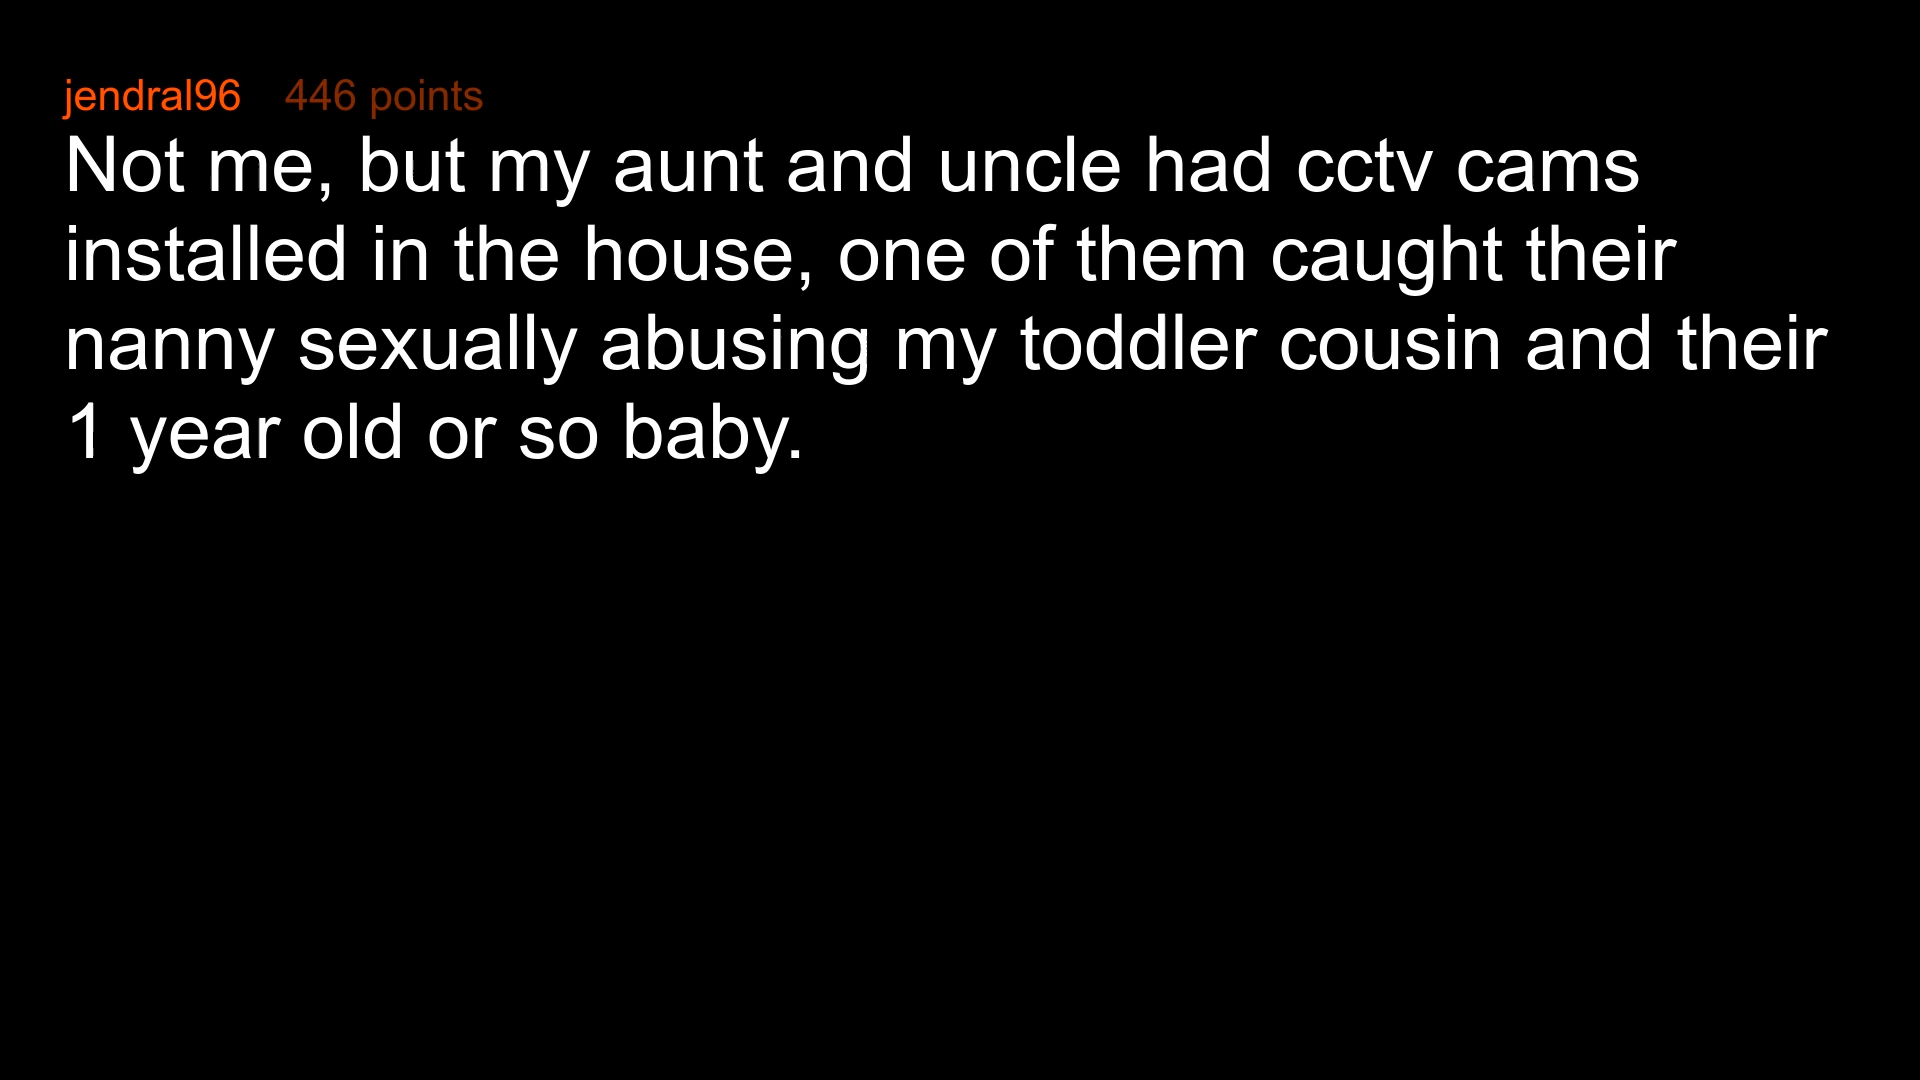 jendral96 446 points
Not me, but my aunt and uncle had cctv cams
installed in the house, one of them caught their
nanny sexually abusing my toddler cousin and their
1 year old or so baby.